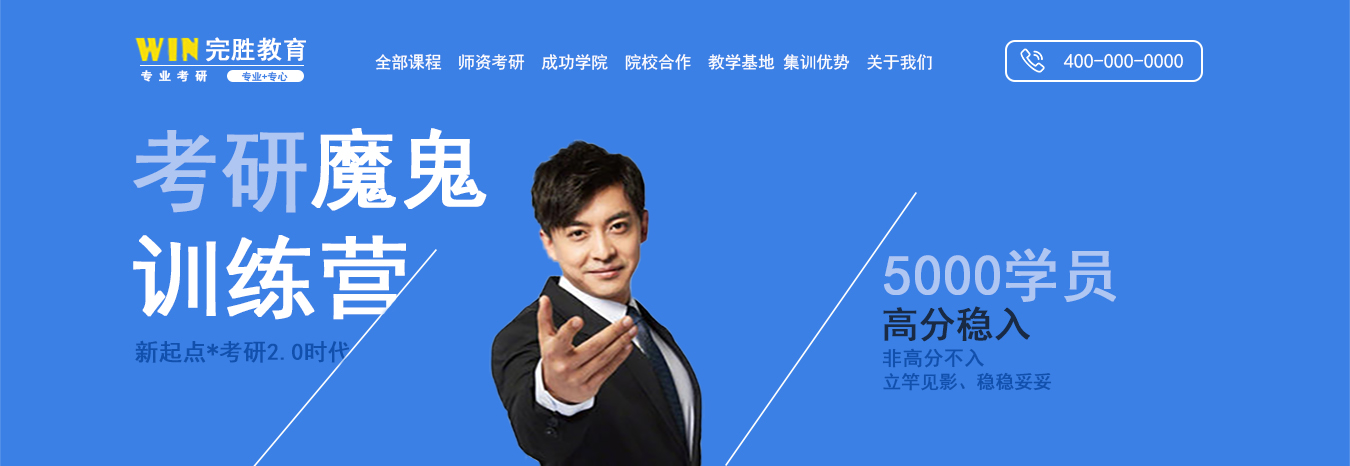 WIN 完胜教育
专业考研 专业+专心
全部课程 师资考研 成功学院 院校合作 教学基地 集训优势 关于我们
400-000-0000
考研魔鬼
训练营
新起点*考研2.0时代
5000学员
高分稳入
非高分不入
立竿见影、稳稳妥妥